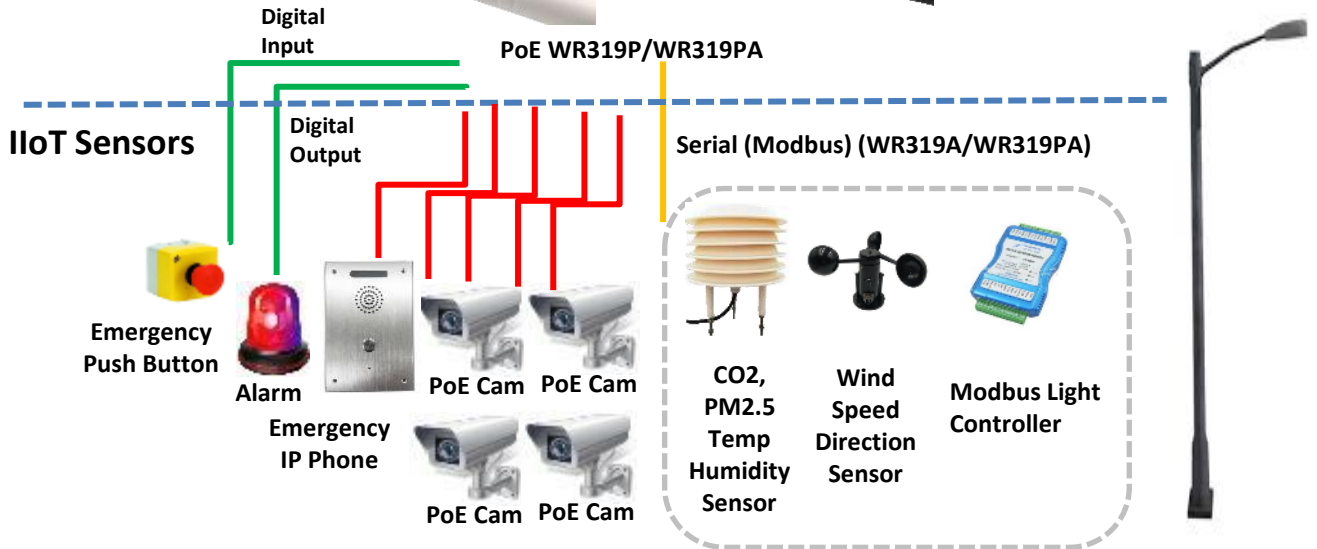 Digital
Input
PoE WR319P/WR319PA
IIoT Sensors
Digital
Output
Serial (Modbus) (WR319A/WR319PA)
Emergency
Push Button
Alarm
Emergency
IP Phone
PoE Cam
PoE Cam
PoE Cam
PoE Cam
CO2,
PM2.5
Temp
Humidity
Sensor
Wind
Speed
Direction
Sensor
Modbus Light
Controller